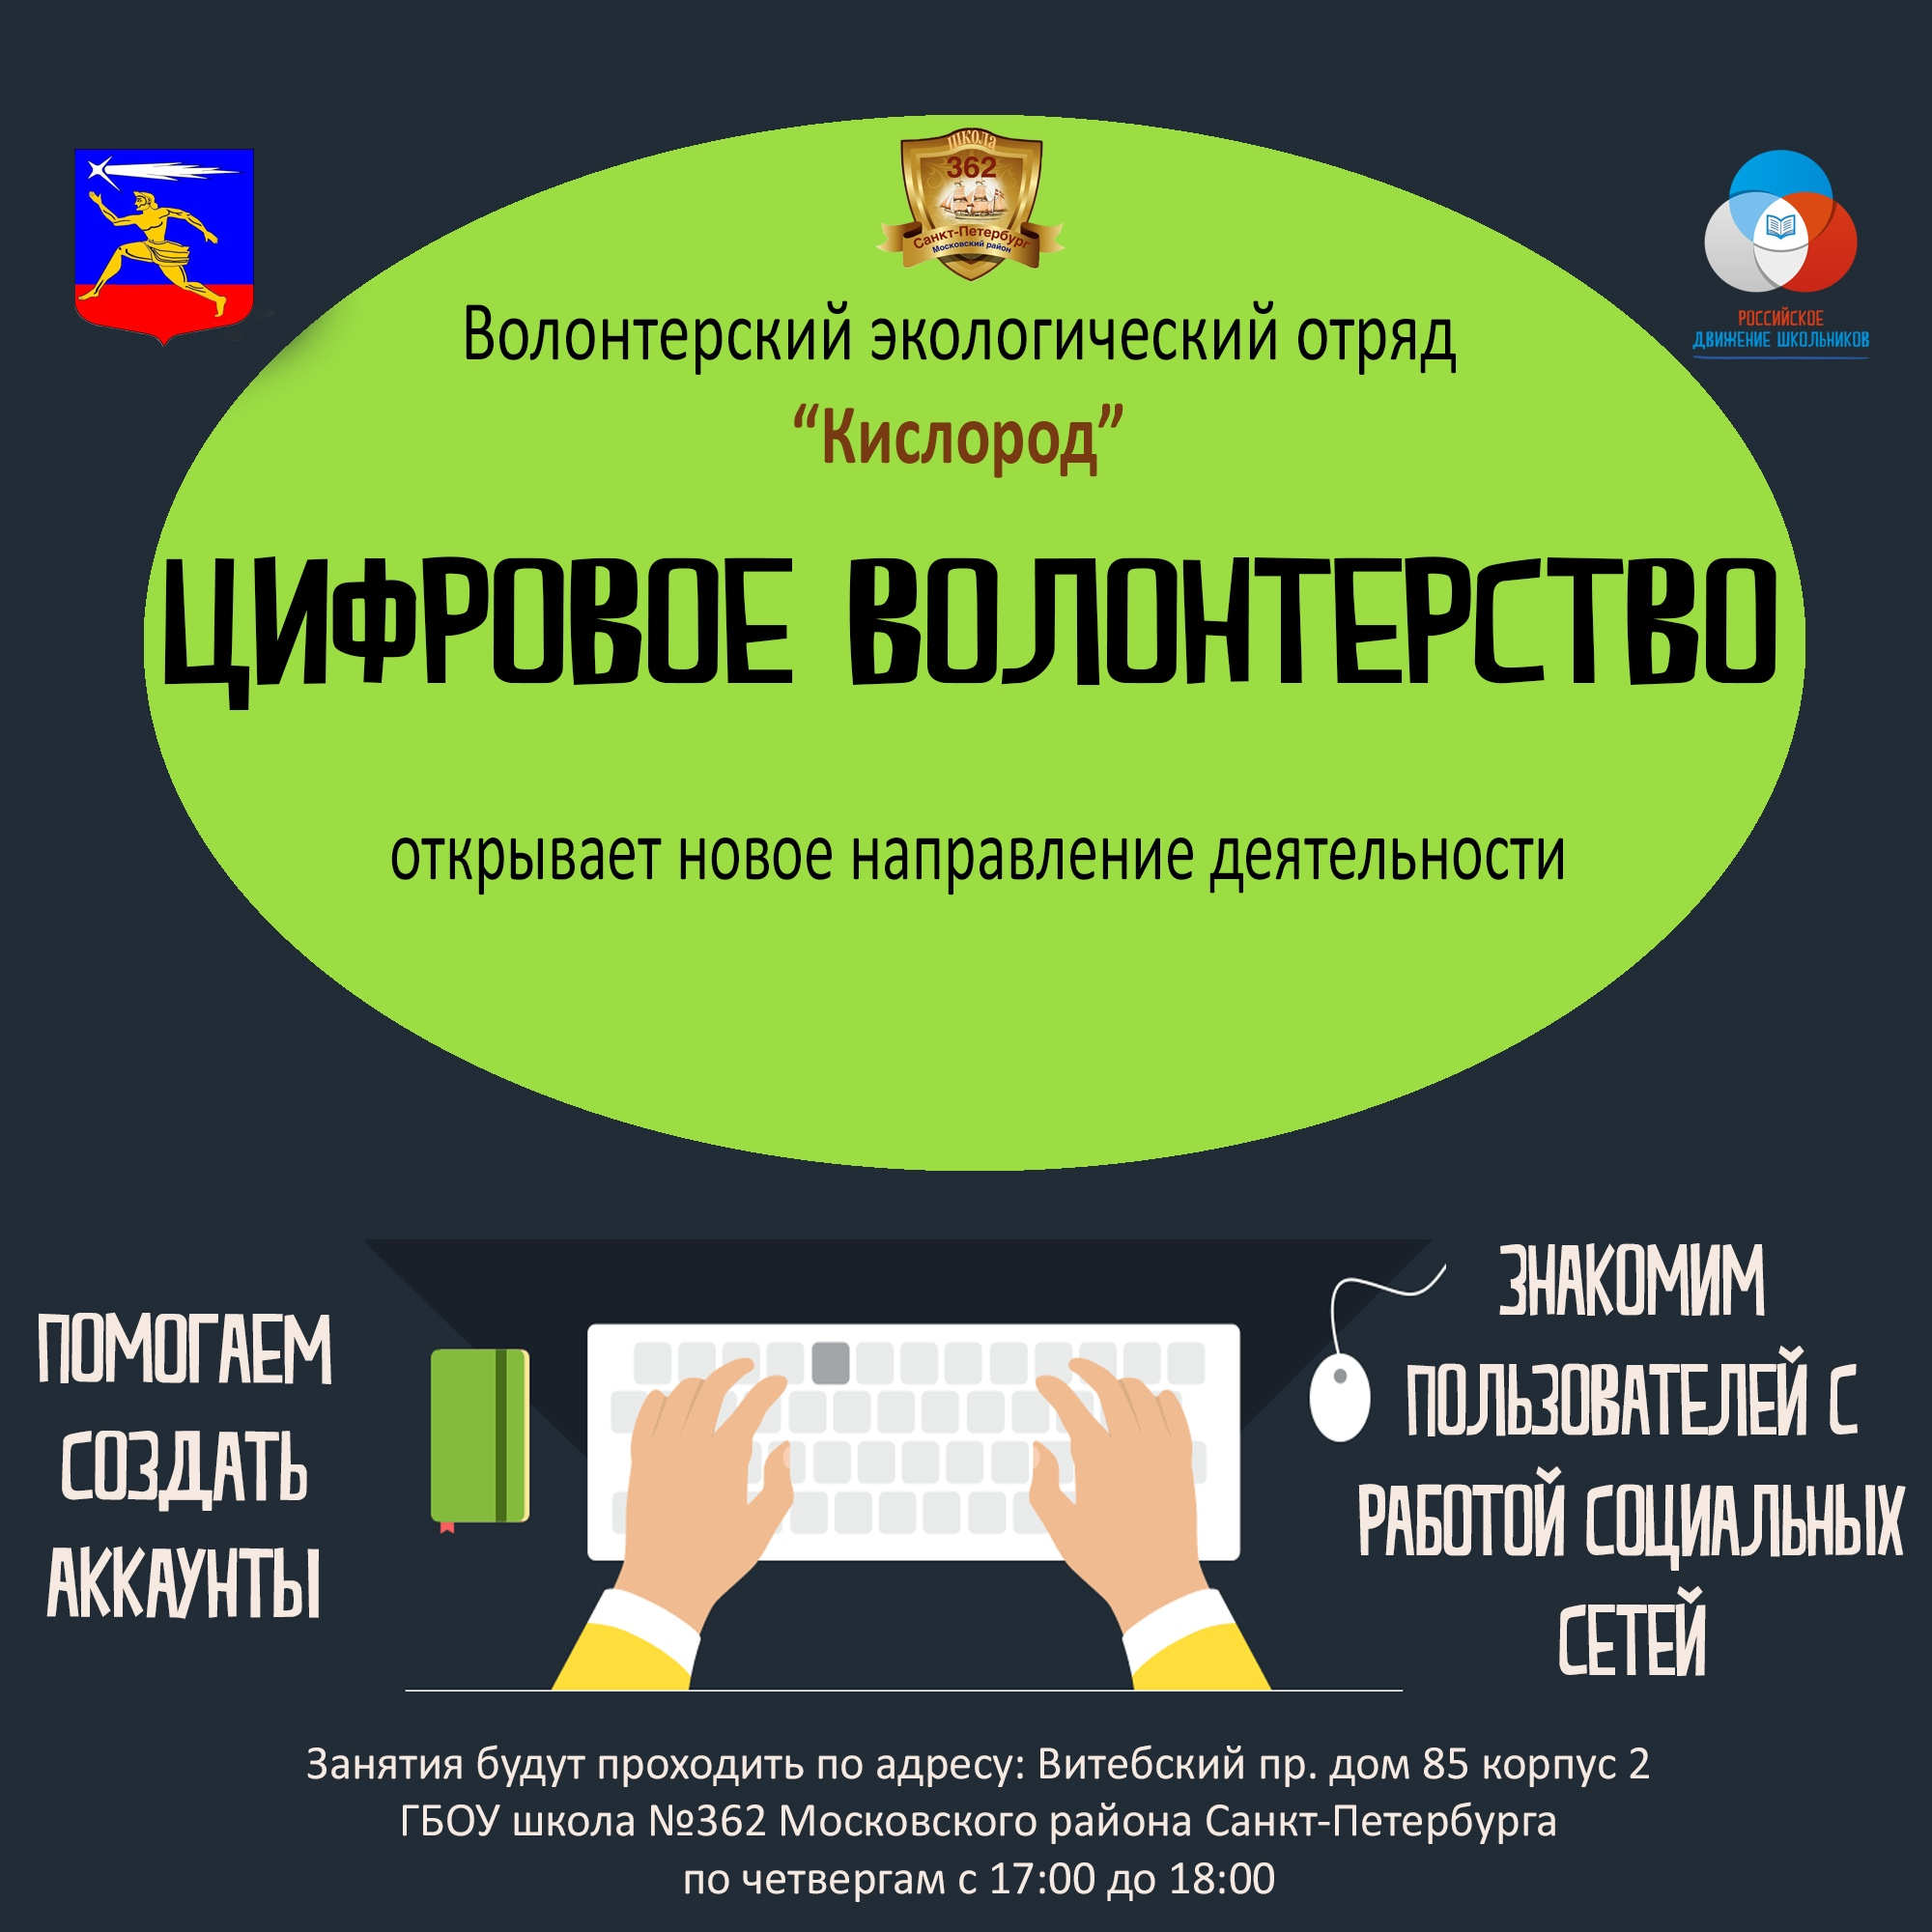 ШКОЛА
362
Санкт-Петербург
Московский район
РОССИЙСКОЕ
ДВИЖЕНИЕ ШКОЛЬНИКОВ
Волонтерский экологический отряд
“Кислород”
ЦИФРОВОЕ ВОЛОНТЕРСТВО
открывает новое направление деятельности
ПОМОГАЕМ
СОЗДАТЬ
АККАУНТЫ
ЗНАКОМИМ
ПОЛЬЗОВАТЕЛЕЙ С
РАБОТОЙ СОЦИАЛЬНЫХ
СЕТЕЙ
Занятия будут проходить по адресу: Витебский пр. дом 85 корпус 2
ГБОУ школа №362 Московского района Санкт-Петербурга
по четвергам с 17:00 до 18:00